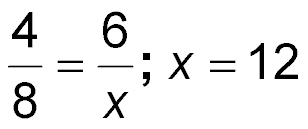 4/8 = 6/x; x = 12